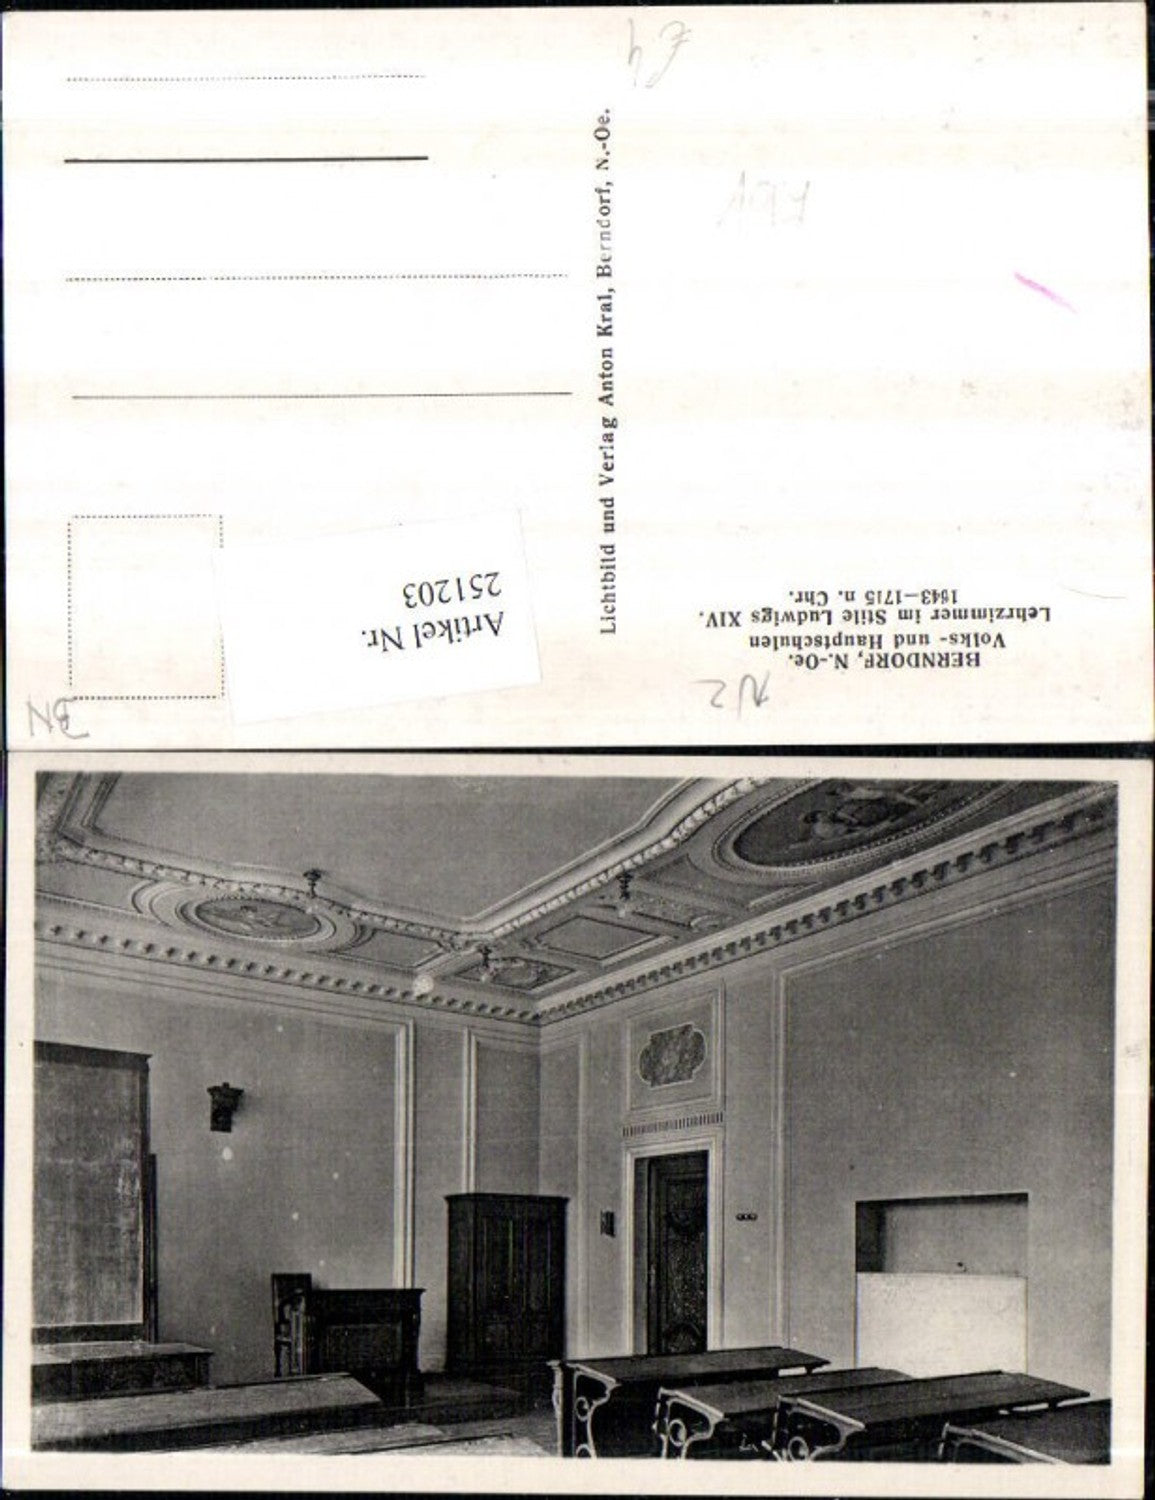 BERNDORF, N.-Oe.
Volks- und Hauptschulen
Lehrzimmer im Stile Ludwigs XIV.
1643—1715 n. Chr.
Lichtbild und Verlag Anton Kral, Berndorf, N.-Oe.
Artikel Nr.
251203
BN